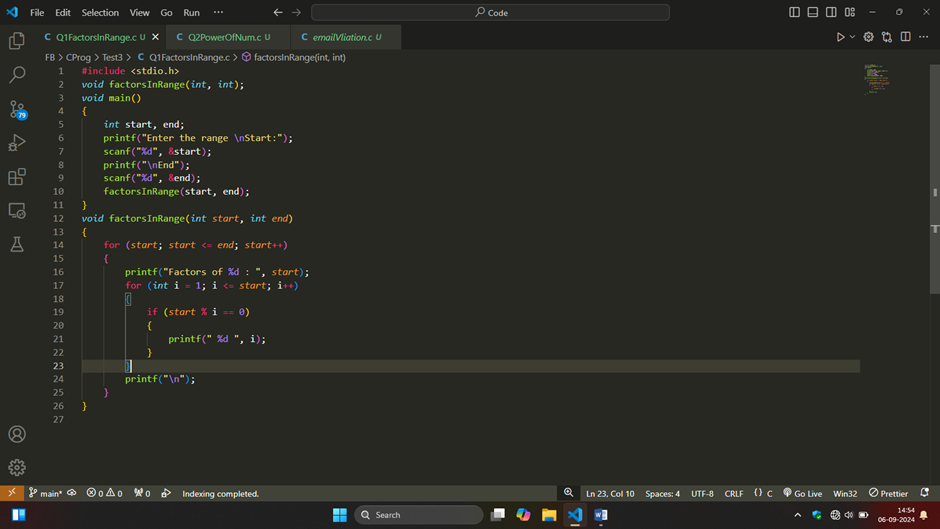 File Edit Selection View Go Run ··· ← → Code
C Q1FactorsInRange.c U × C Q2PowerOfNum.c U C emailVliation.c U
FB > CProg > Test3 > C Q1FactorsInRange.c > factorsInRange(int, int)
1 #include <stdio.h>
2 void factorsInRange(int, int);
3 void main()
4 {
5 int start, end;
6 printf("Enter the range \nStart:");
7 scanf("%d", &start);
8 printf("\nEnd");
9 scanf("%d", &end);
10 factorsInRange(start, end);
11 }
12 void factorsInRange(int start, int end)
13 {
14 for (start; start <= end; start++)
15 {
16 printf("Factors of %d : ", start);
17 for (int i = 1; i <= start; i++)
18 {
19 if (start % i == 0)
20 {
21 printf(" %d ", i);
22 }
23 }
24 printf("\n");
25 }
26 }
27
79
main* 0 0 0 Indexing completed. Ln 23, Col 10 Spaces: 4 UTF-8 CRLF {} C Go Live Win32 Prettier
Search 14:54
06-09-2024